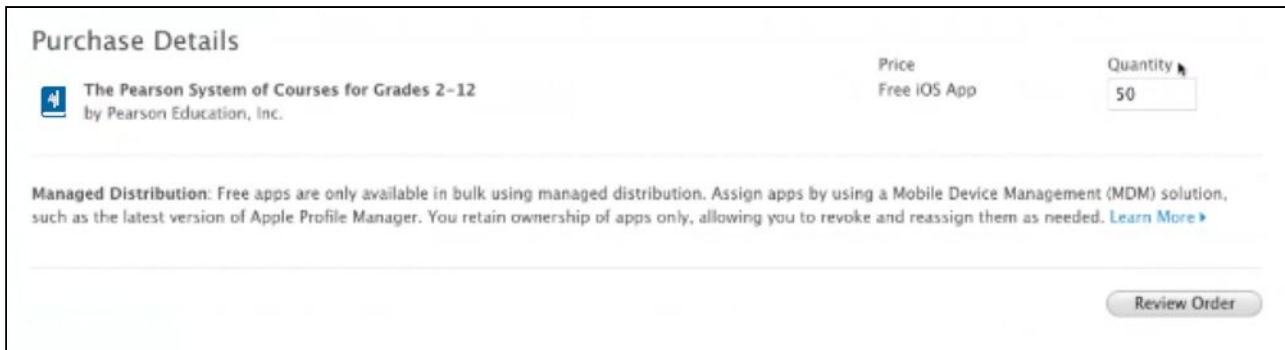 Purchase Details
Price
Quantity
The Pearson System of Courses for Grades 2-12
Free iOS App
50
by Pearson Education, Inc.
Managed Distribution: Free apps are only available in bulk using managed distribution. Assign apps by using a Mobile Device Management (MDM) solution,
such as the latest version of Apple Profile Manager. You retain ownership of apps only, allowing you to revoke and reassign them as needed. Learn More ▸
Review Order